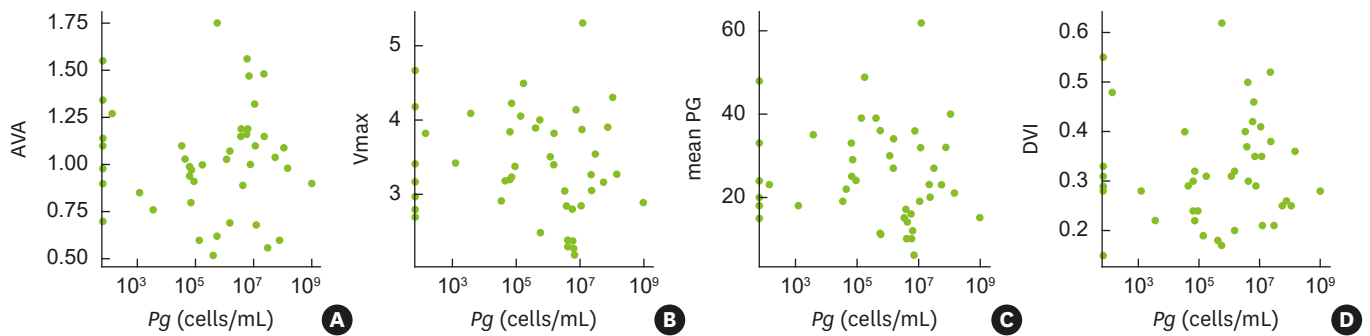 AVA
1.75
1.50
1.25
1.00
0.75
0.50
10³ 10⁵ 10⁷ 10⁹
Pg (cells/mL)
A
Vmax
5
4
3
10³ 10⁵ 10⁷ 10⁹
Pg (cells/mL)
B
mean PG
60
40
20
10³ 10⁵ 10⁷ 10⁹
Pg (cells/mL)
C
DVI
0.6
0.5
0.4
0.3
0.2
10³ 10⁵ 10⁷ 10⁹
Pg (cells/mL)
D